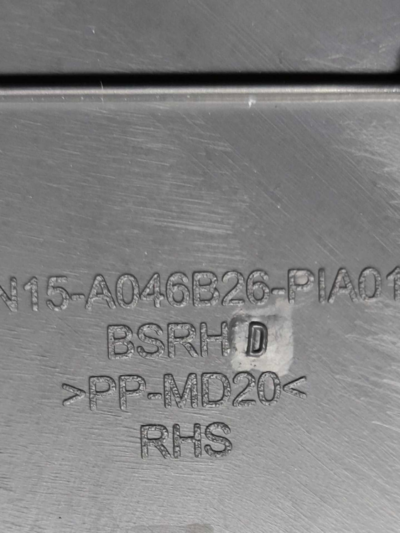 N15-A046B26-PIA01
BSRH D
>PP-MD20<
RHS